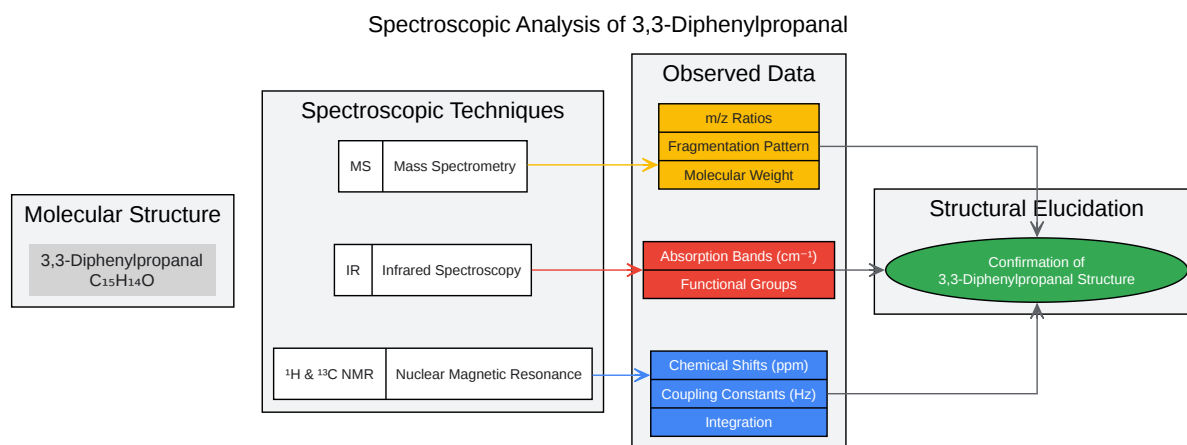 Spectroscopic Analysis of 3,3-Diphenylpropanal
Molecular Structure
3,3-Diphenylpropanal
C₁₅H₁₄O
Spectroscopic Techniques
MS
Mass Spectrometry
IR
Infrared Spectroscopy
¹H & ¹³C NMR
Nuclear Magnetic Resonance
Observed Data
m/z Ratios
Fragmentation Pattern
Molecular Weight
Absorption Bands (cm⁻¹)
Functional Groups
Chemical Shifts (ppm)
Coupling Constants (Hz)
Integration
Structural Elucidation
Confirmation of
3,3-Diphenylpropanal Structure